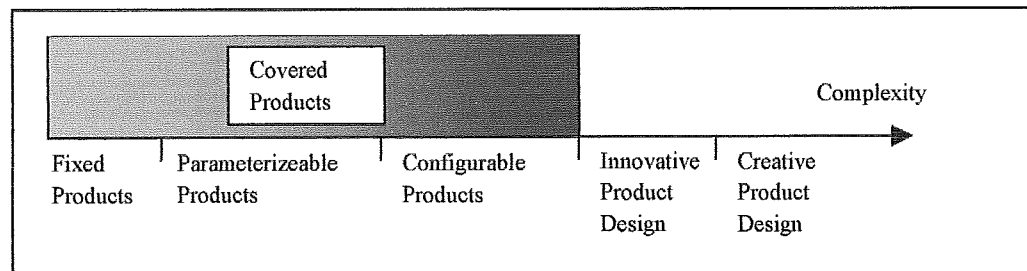 Covered
Products
Complexity
Fixed
Products
Parameterizeable
Products
Configurable
Products
Innovative
Product
Design
Creative
Product
Design